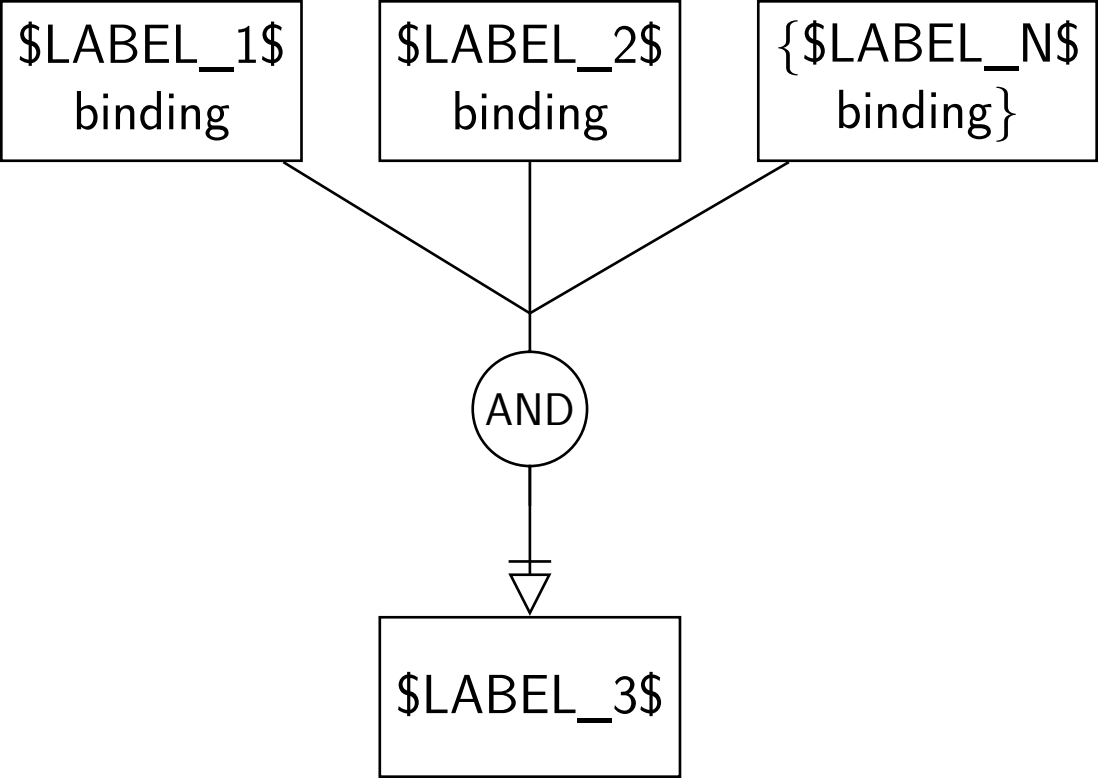 $LABEL_1$
binding
$LABEL_2$
binding
{$LABEL_N$
binding}
AND
$LABEL_3$